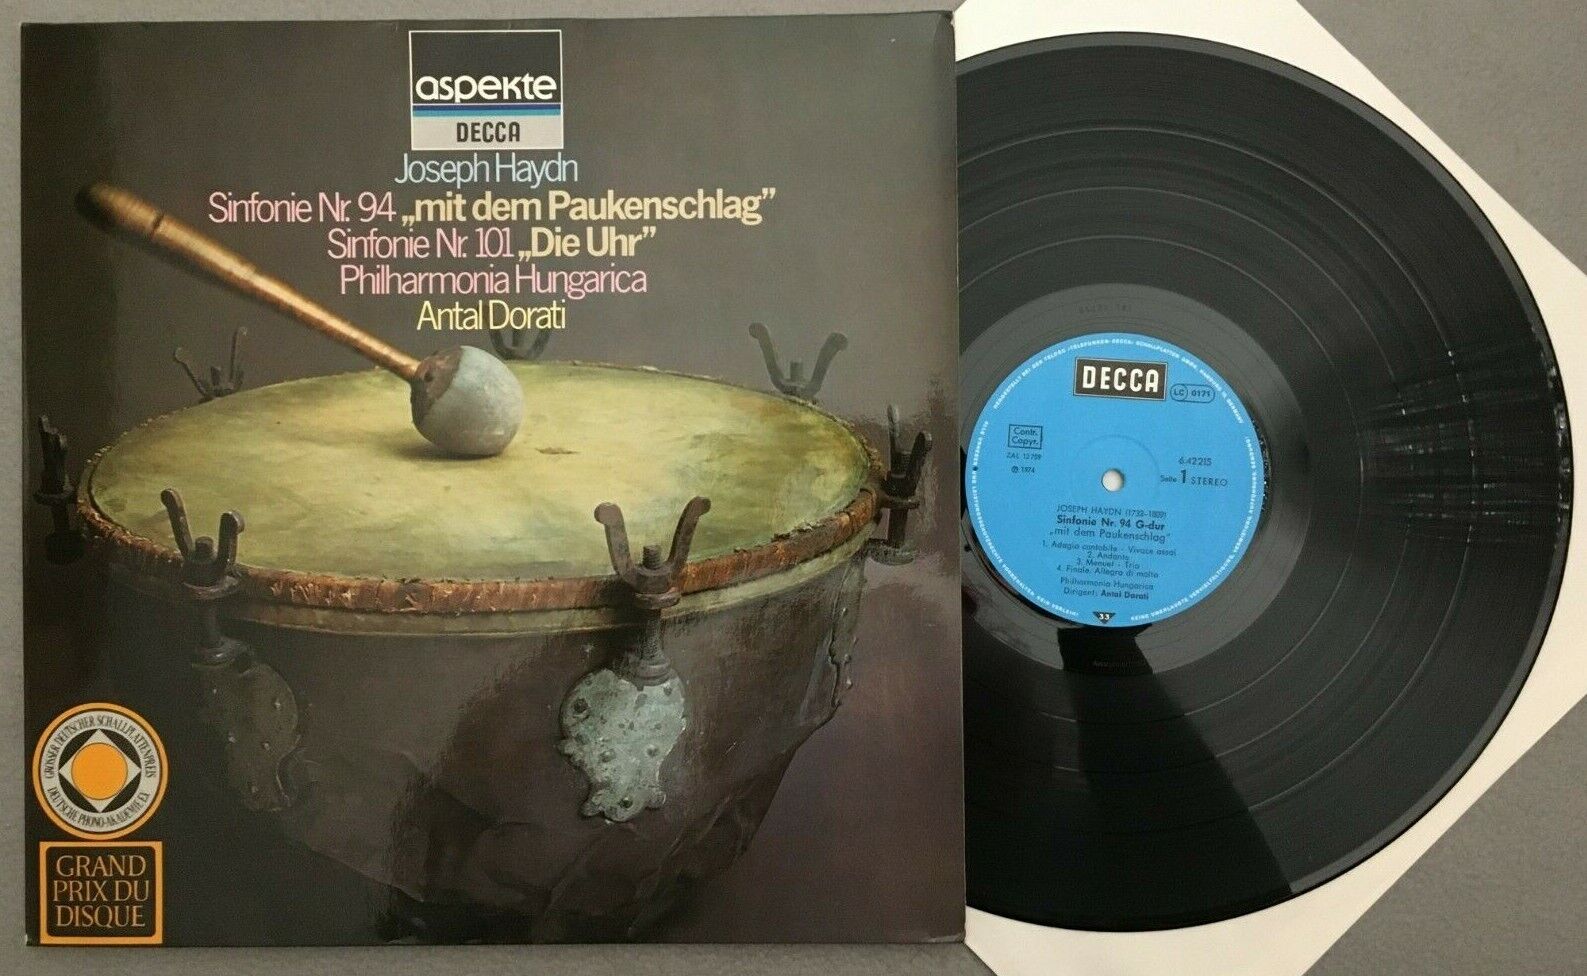 aspekte
DECCA
Joseph Haydn
Sinfonie Nr. 94 „mit dem Paukenschlag”
Sinfonie Nr. 101 „Die Uhr”
Philharmonia Hungarica
Antal Dorati
GROSSER DEUTSCHER SCHALLPLATTENPREIS
DEUTSCHE PHONO-AKADEMIE E.V.
GRAND
PRIX DU
DISQUE
DECCA
LC 0171
Contr.
Copyr.
ZAL 13 759
℗ 1974
6.42215
Seite 1 STEREO
JOSEPH HAYDN (1732–1809)
Sinfonie Nr. 94 G-dur
„mit dem Paukenschlag”
1. Adagio cantabile - Vivace assai
2. Andante
3. Menuet - Trio
4. Finale. Allegro di molto
Philharmonia Hungarica
Dirigent: Antal Dorati
33